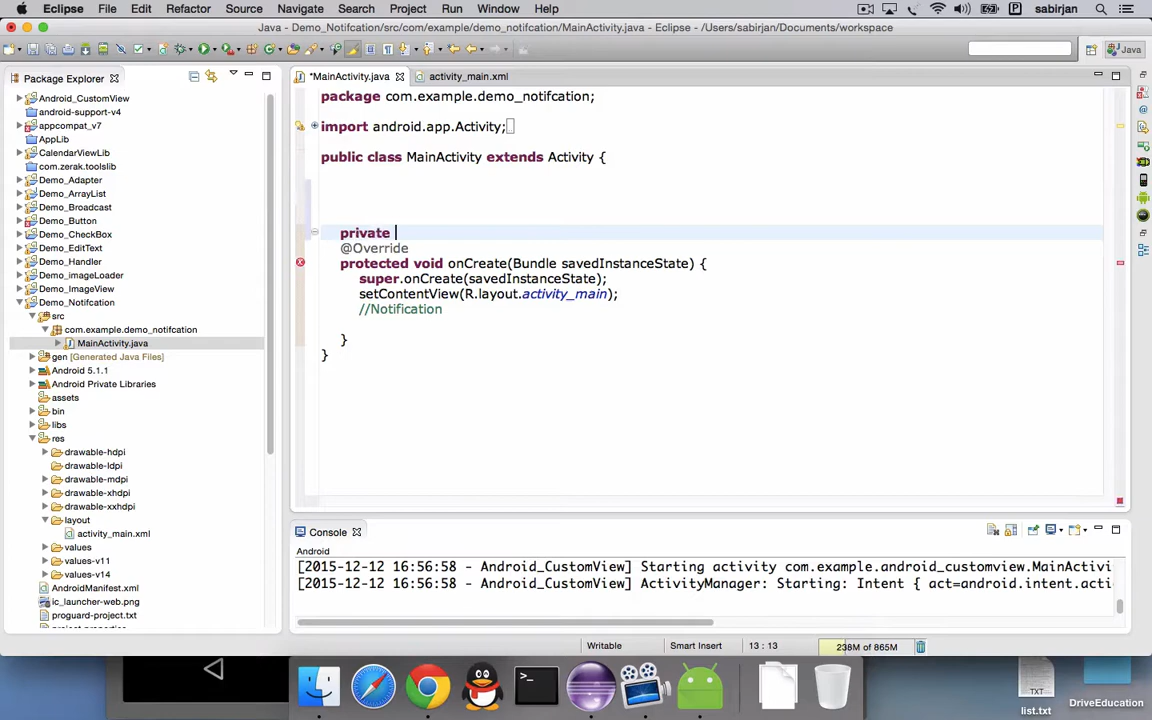 Eclipse File Edit Source Refactor Navigate Search Project Run Window Help sabirjan
Java - Demo_Notifcation/src/com/example/demo_notifcation/MainActivity.java - Eclipse - /Users/sabirjan/Documents/workspace
Java
Package Explorer
*MainActivity.java
activity_main.xml
Android_CustomView
android-support-v4
appcompat_v7
AppLib
CalendarViewLib
com.zerak.toolslib
Demo_Adapter
Demo_ArrayList
Demo_Broadcast
Demo_Button
Demo_CheckBox
Demo_EditText
Demo_Handler
Demo_imageLoader
Demo_ImageView
Demo_Notifcation
src
com.example.demo_notifcation
MainActivity.java
gen [Generated Java Files]
Android 5.1.1
Android Private Libraries
assets
bin
libs
res
drawable-hdpi
drawable-ldpi
drawable-mdpi
drawable-xhdpi
drawable-xxhdpi
layout
activity_main.xml
values
values-v11
values-v14
AndroidManifest.xml
ic_launcher-web.png
proguard-project.txt
project.properties
package com.example.demo_notifcation;
import android.app.Activity;
public class MainActivity extends Activity {
private
@Override
protected void onCreate(Bundle savedInstanceState) {
super.onCreate(savedInstanceState);
setContentView(R.layout.activity_main);
//Notification
}
}
Console
Android
[2015-12-12 16:56:58 - Android_CustomView] Starting activity com.example.android_customview.MainActivi
[2015-12-12 16:56:58 - Android_CustomView] ActivityManager: Starting: Intent { act=android.intent.actio
Writable
Smart Insert
13 : 13
238M of 865M
TXT
list.txt
DriveEducation